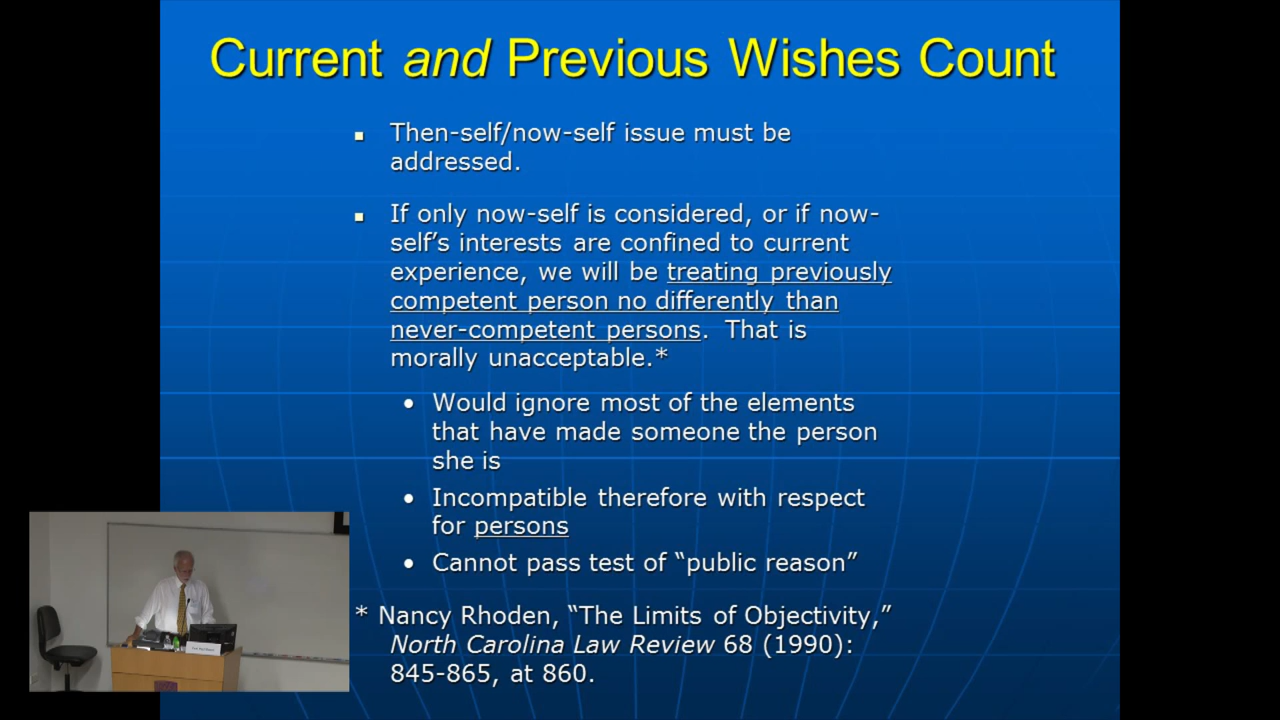 Current and Previous Wishes Count
▪ Then-self/now-self issue must be
addressed.
▪ If only now-self is considered, or if now-
self’s interests are confined to current
experience, we will be treating previously
competent person no differently than
never-competent persons. That is
morally unacceptable.*
• Would ignore most of the elements
that have made someone the person
she is
• Incompatible therefore with respect
for persons
• Cannot pass test of “public reason”
* Nancy Rhoden, “The Limits of Objectivity,”
North Carolina Law Review 68 (1990):
845-865, at 860.